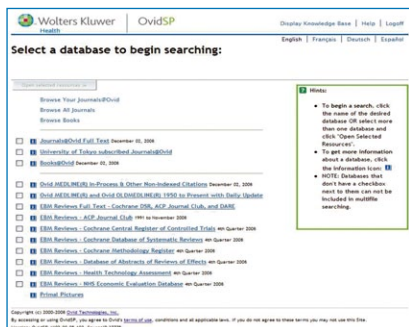 Wolters Kluwer | OvidSP
Health
Display Knowledge Base | Help | Logoff
English | Français | Deutsch | Español
Select a database to begin searching:
Browse Your Journals@Ovid
Browse All Journals
Browse Books
Journals@Ovid Full Text December 02, 2008
University of Tokyo subscribed Journals@Ovid
Books@Ovid December 02, 2008
Ovid MEDLINE(R) In-Process & Other Non-Indexed Citations December 02, 2008
Ovid MEDLINE(R) and Ovid OLDMEDLINE(R) 1950 to Present with Daily Update
EBM Reviews Full Text - Cochrane DSR, ACP Journal Club, and DARE
EBM Reviews - ACP Journal Club 1991 to November 2008
EBM Reviews - Cochrane Central Register of Controlled Trials 4th Quarter 2008
EBM Reviews - Cochrane Database of Systematic Reviews 4th Quarter 2008
EBM Reviews - Cochrane Methodology Register 4th Quarter 2008
EBM Reviews - Database of Abstracts of Reviews of Effects 4th Quarter 2008
EBM Reviews - Health Technology Assessment 4th Quarter 2008
EBM Reviews - NHS Economic Evaluation Database 4th Quarter 2008
Primal Pictures
Hints:
To begin a search, click
the name of the desired
database OR select more
than one database and
click "Open Selected
Resources".
To get more information
about a database, click
the information icon:
NOTE: Databases that
don't have a checkbox
next to them can not be
included in multifile
searching.
Copyright (c) 2000-2008 Ovid Technologies, Inc.
By accessing or using OvidSP, you agree to Ovid's terms of use, conditions and all applicable laws. If you do not agree to these terms you may not use this Site.